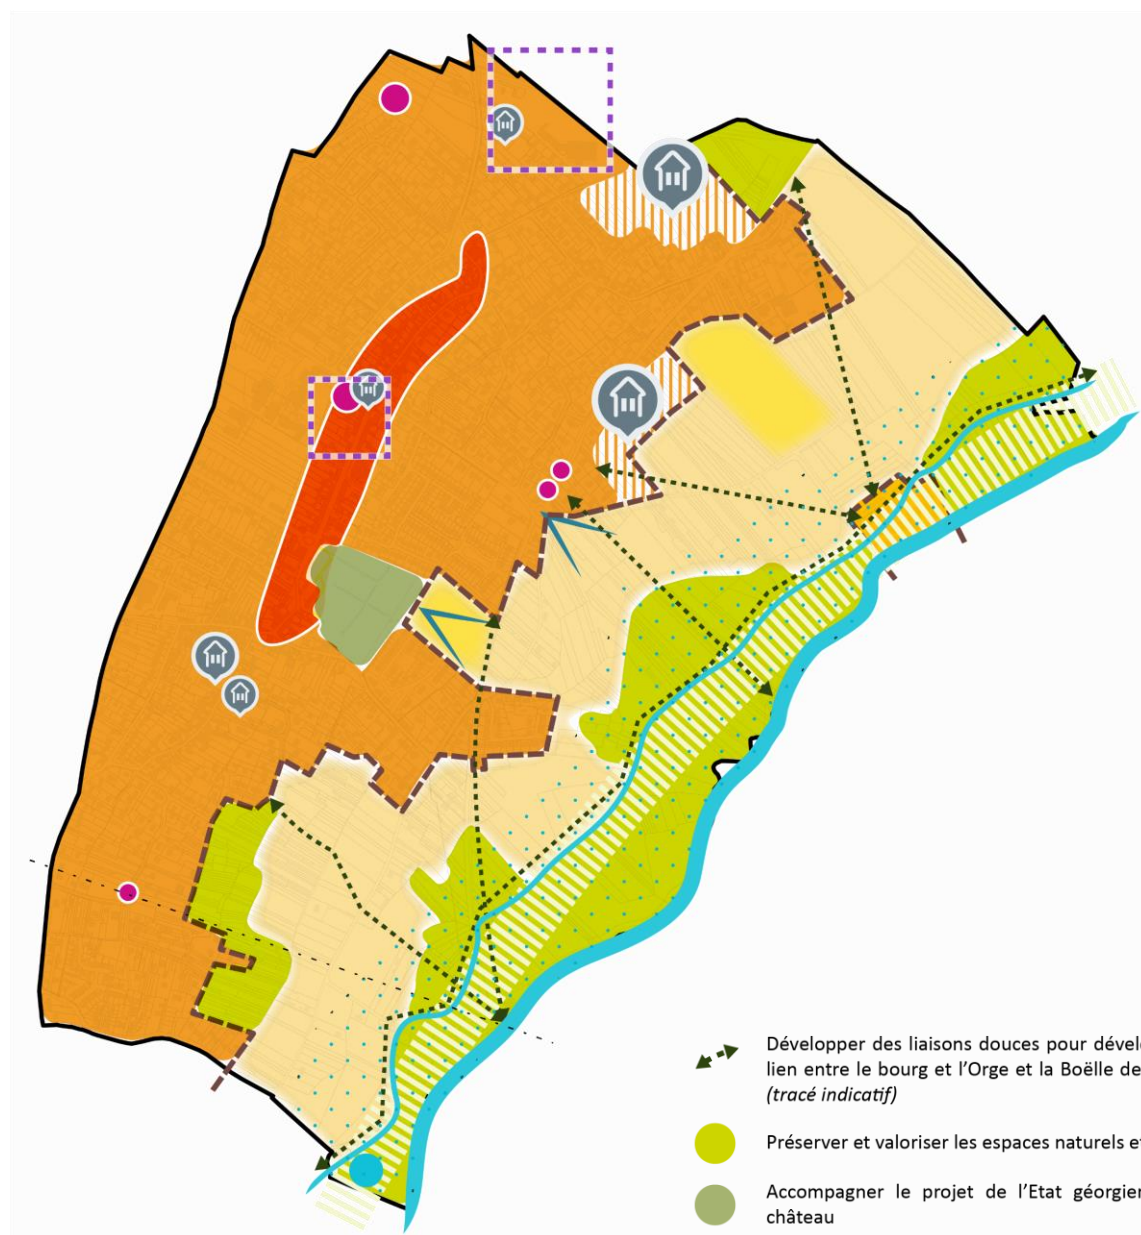 Développer des liaisons douces pour dével
lien entre le bourg et l’Orge et la Boëlle de
(tracé indicatif)
Préserver et valoriser les espaces naturels e
Accompagner le projet de l’Etat géorgier
château